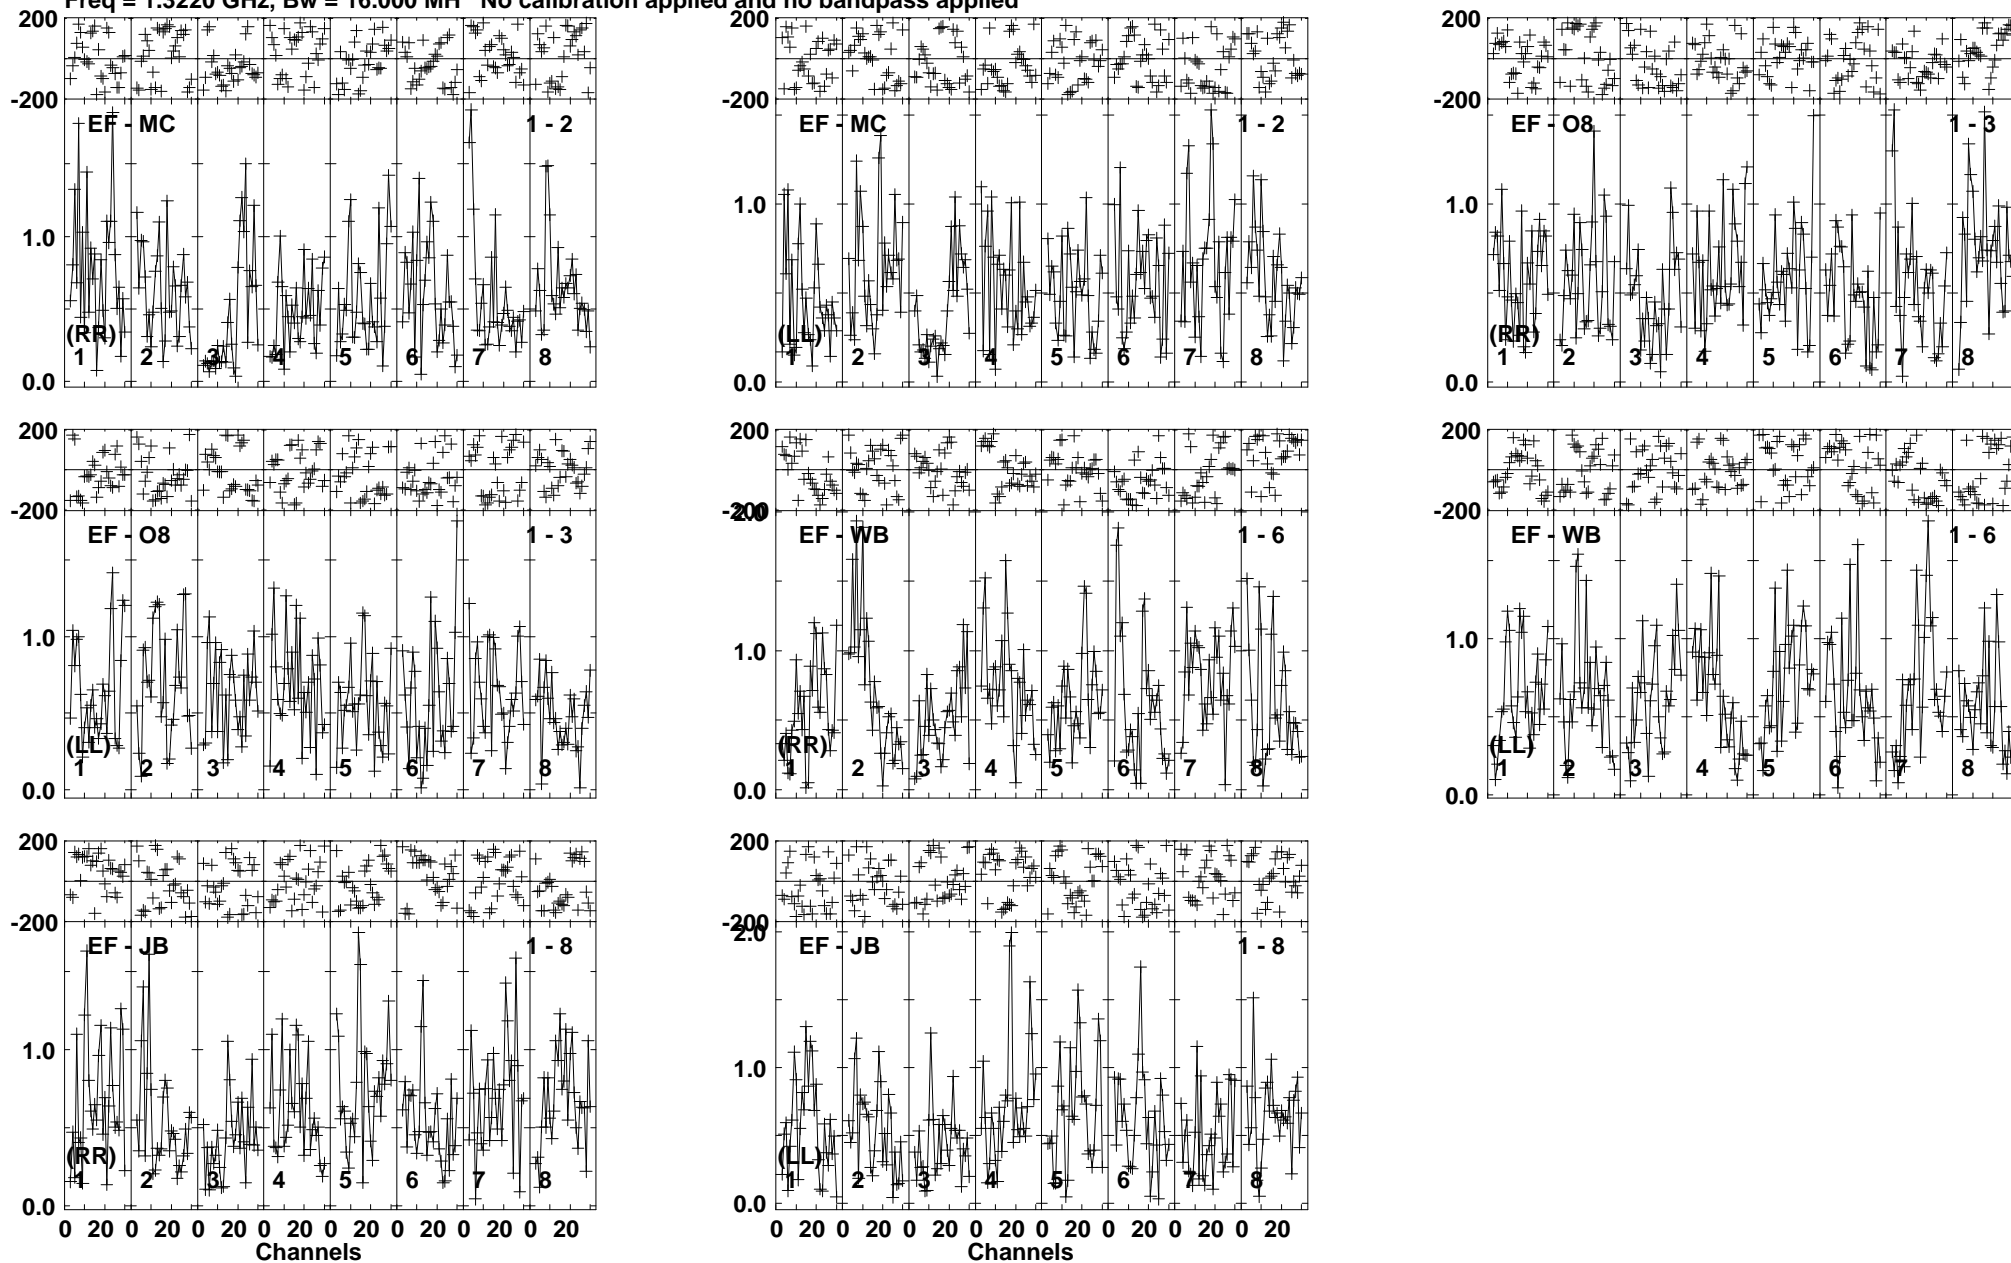 Freq = 1.3220 GHz, Bw = 16.000 MH No calibration applied and no bandpass applied
200
-200
EF - MC 1 - 2
1.0
(RR)
1 2 3 4 5 6 7 8
0.0
200
-200
EF - MC 1 - 2
1.0
(LL)
1 2 3 4 5 6 7 8
0.0
200
-200
EF - O8 1 - 3
1.0
(RR)
1 2 3 4 5 6 7 8
0.0
200
-200
EF - O8 1 - 3
1.0
(LL)
1 2 3 4 5 6 7 8
0.0
200
-200
2.0
EF - WB 1 - 6
1.0
(RR)
1 2 3 4 5 6 7 8
0.0
200
-200
EF - WB 1 - 6
1.0
(LL)
1 2 3 4 5 6 7 8
0.0
200
-200
EF - JB 1 - 8
1.0
(RR)
1 2 3 4 5 6 7 8
0.0
0 20 0 20 0 20 0 20 0 20 0 20 0 20 0 20
Channels
200
-200
2.0
EF - JB 1 - 8
1.0
(LL)
1 2 3 4 5 6 7 8
0.0
0 20 0 20 0 20 0 20 0 20 0 20 0 20 0 20
Channels